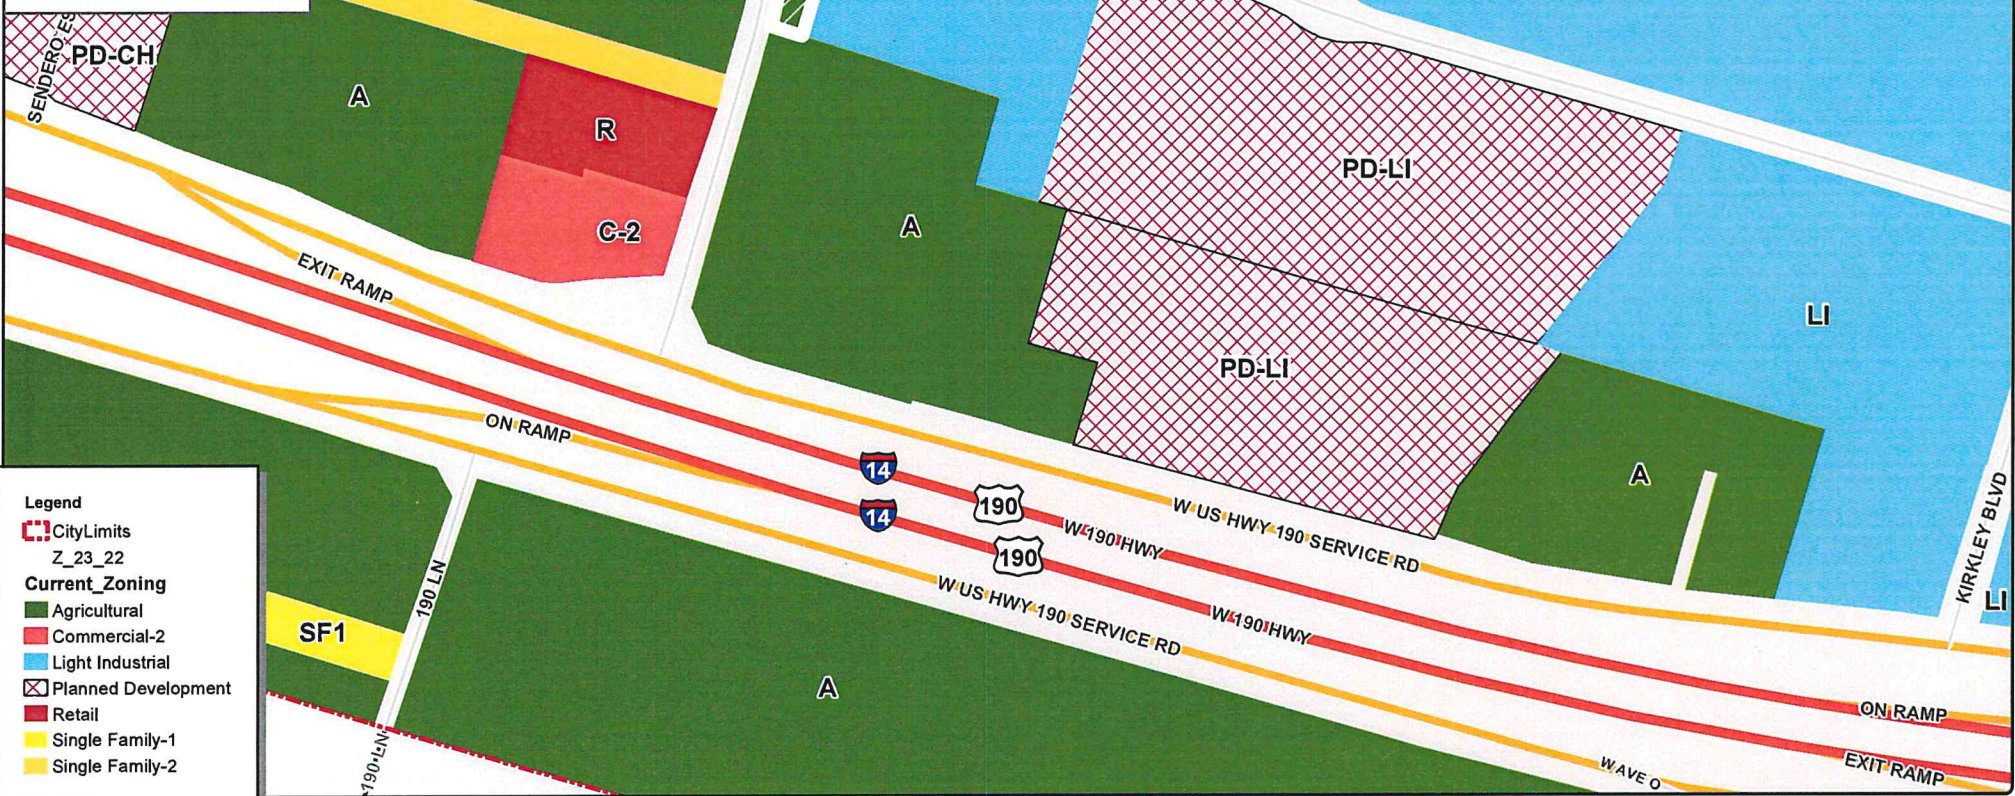 SENDERO ES
PD-CH
A
R
C-2
A
PD-LI
PD-LI
LI
A
EXIT RAMP
ON RAMP
14
14
190
190
W 190 HWY
W US HWY 190 SERVICE RD
W 190 HWY
W US HWY 190 SERVICE RD
KIRKLEY BLVD
LI
190 LN
SF1
A
190 LN
ON RAMP
EXIT RAMP
W AVE O
Legend
CityLimits
Z_23_22
Current_Zoning
Agricultural
Commercial-2
Light Industrial
Planned Development
Retail
Single Family-1
Single Family-2